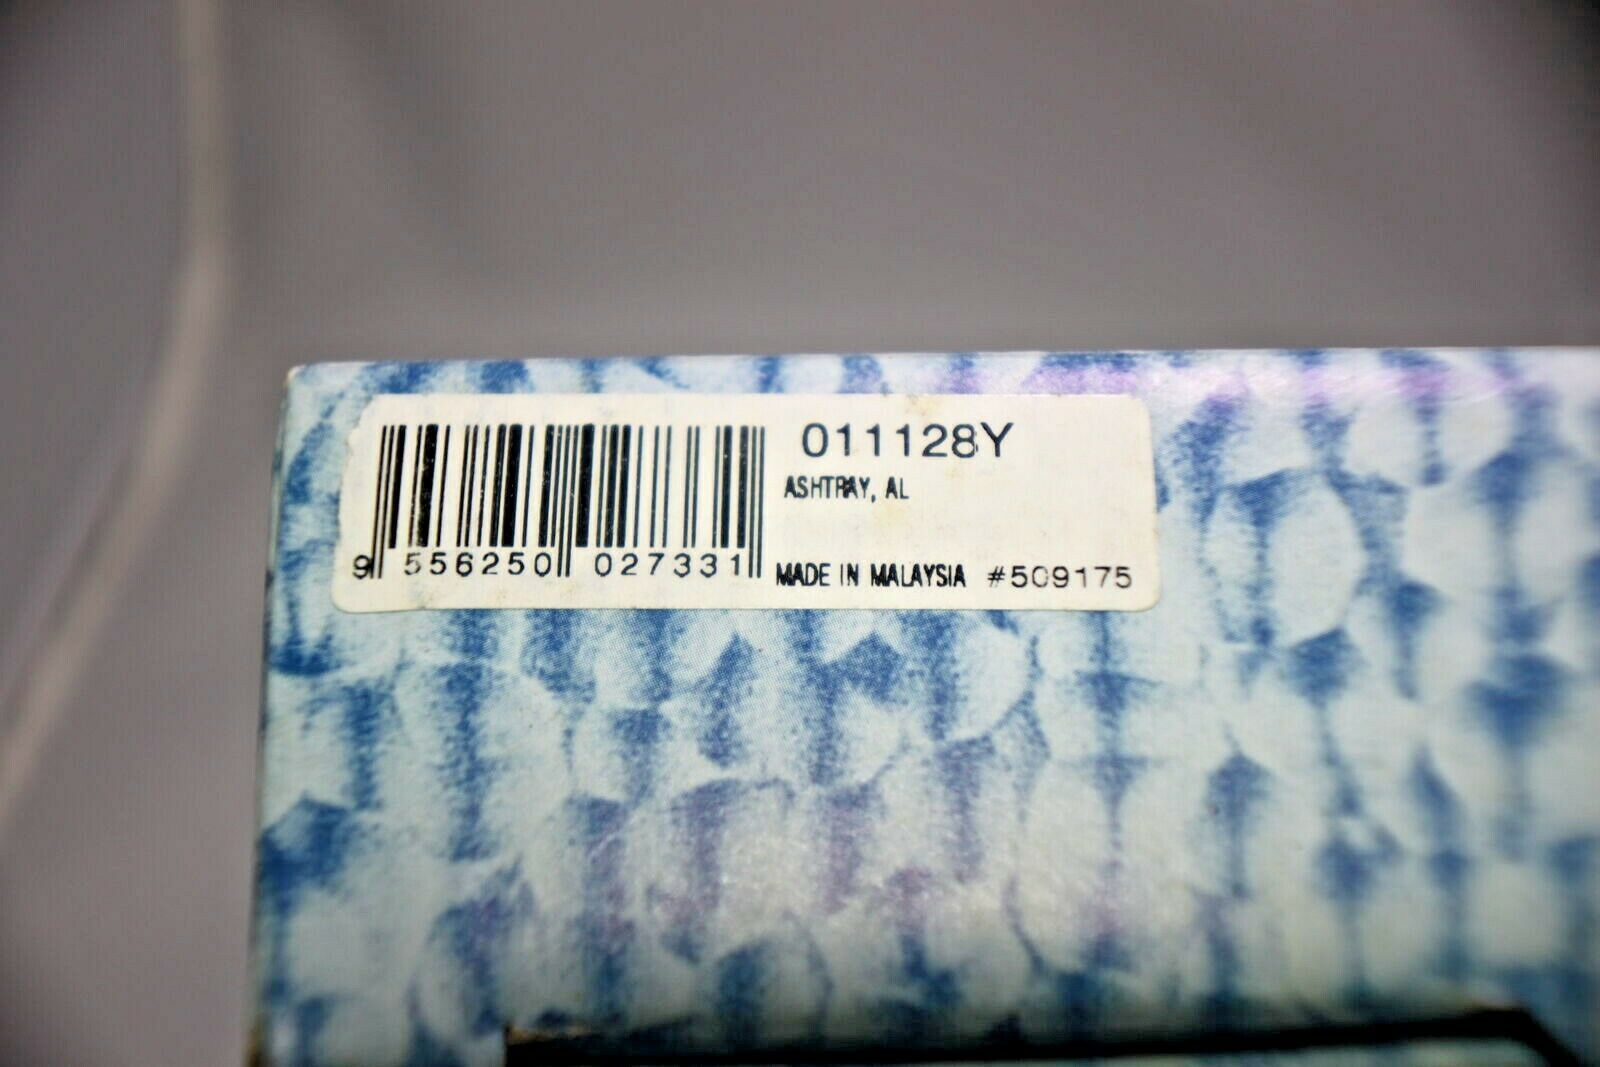 011128Y
ASHTRAY, AL
9 556250 027331
MADE IN MALAYSIA #509175